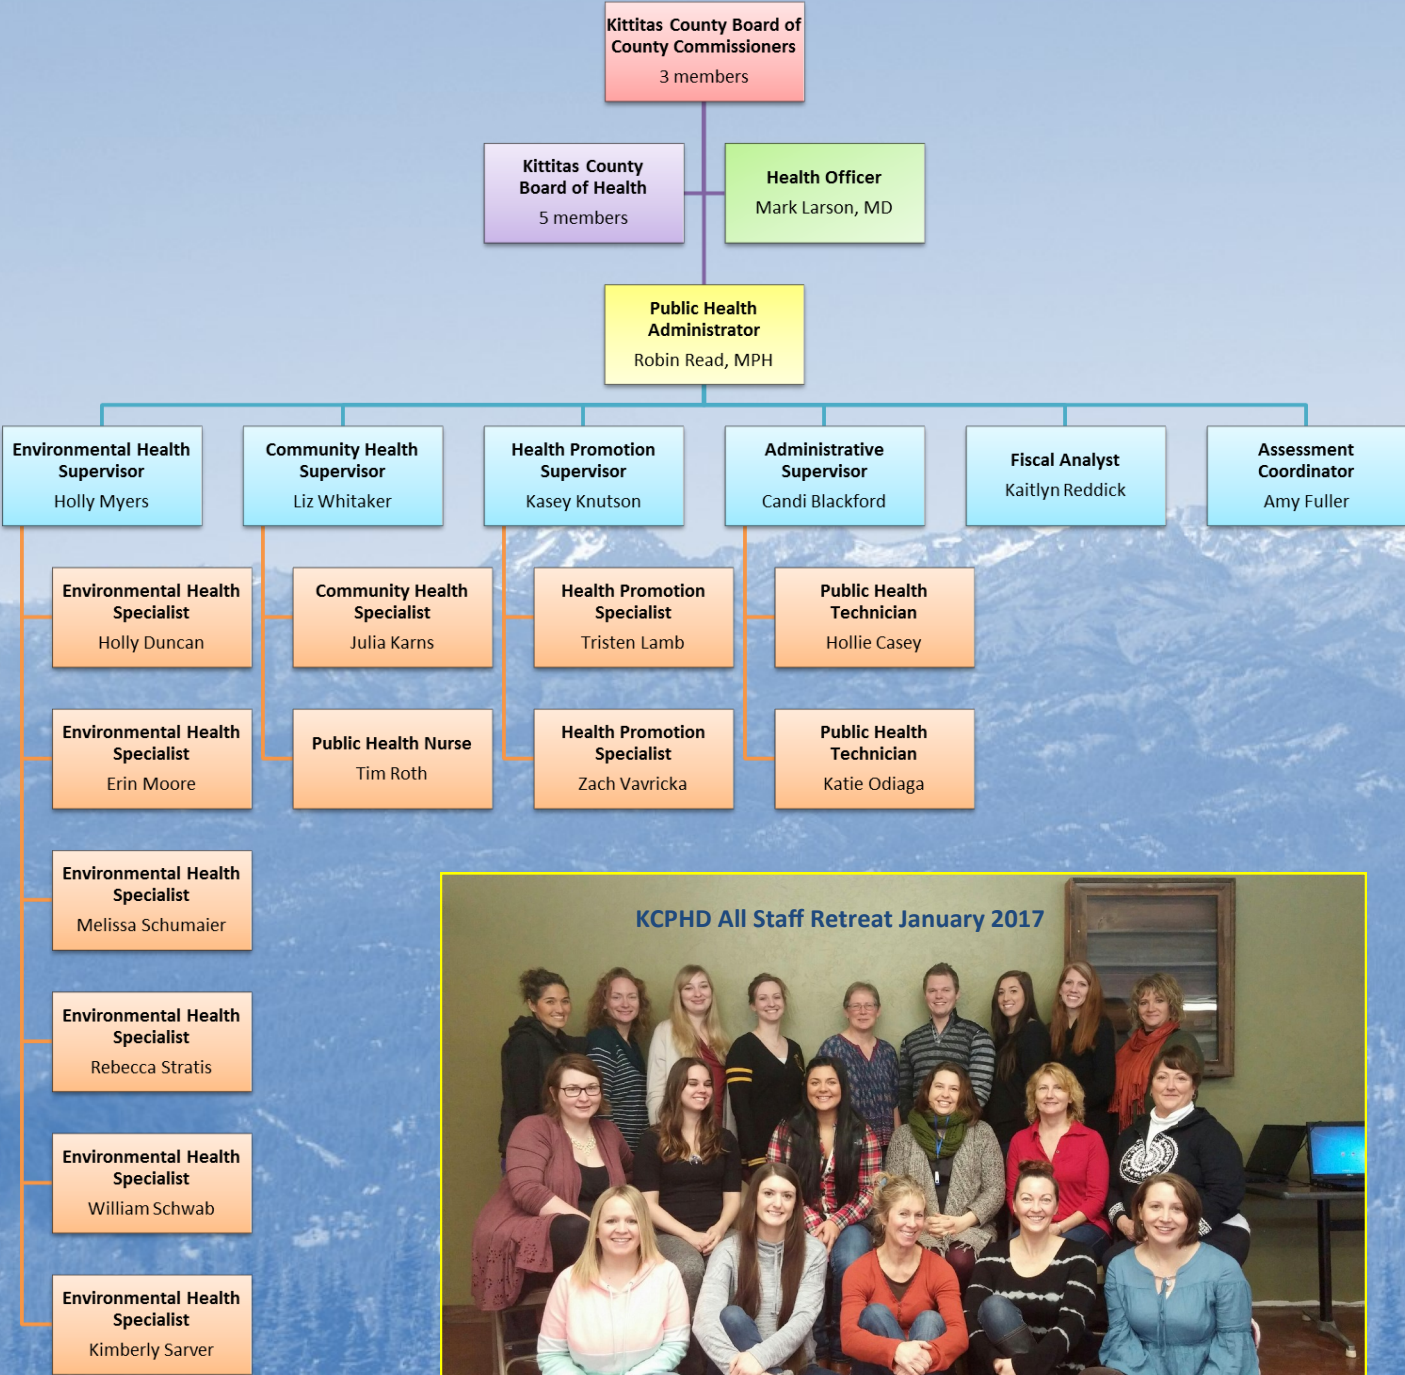 Kittitas County Board of
County Commissioners
3 members
Kittitas County
Board of Health
5 members
Health Officer
Mark Larson, MD
Public Health
Administrator
Robin Read, MPH
Environmental Health
Supervisor
Holly Myers
Community Health
Supervisor
Liz Whitaker
Health Promotion
Supervisor
Kasey Knutson
Administrative
Supervisor
Candi Blackford
Fiscal Analyst
Kaitlyn Reddick
Assessment
Coordinator
Amy Fuller
Environmental Health
Specialist
Holly Duncan
Community Health
Specialist
Julia Karns
Health Promotion
Specialist
Tristen Lamb
Public Health
Technician
Hollie Casey
Environmental Health
Specialist
Erin Moore
Public Health Nurse
Tim Roth
Health Promotion
Specialist
Zach Vavricka
Public Health
Technician
Katie Odiaga
Environmental Health
Specialist
Melissa Schumaier
Environmental Health
Specialist
Rebecca Stratis
Environmental Health
Specialist
William Schwab
Environmental Health
Specialist
Kimberly Sarver
KCPHD All Staff Retreat January 2017